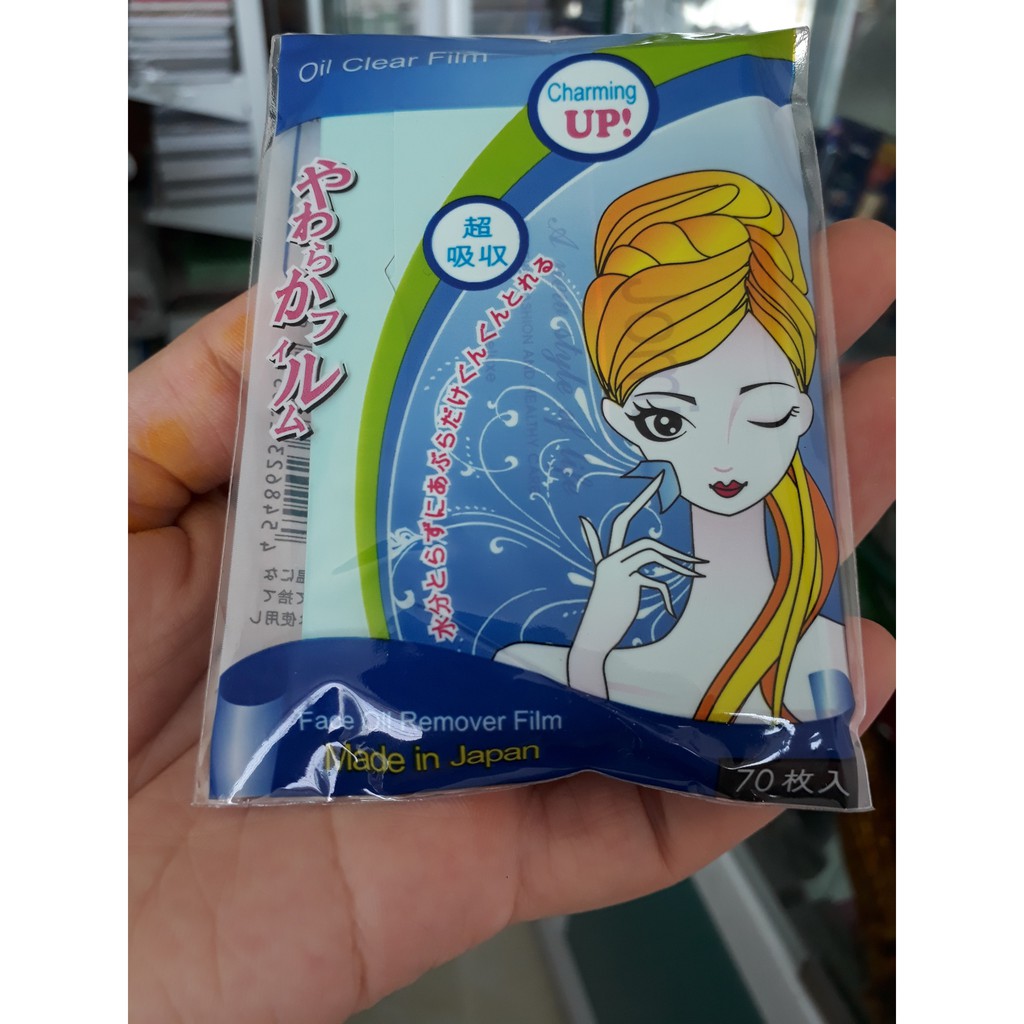 Oil Clear Film
Charming
UP!
超
吸収
やわらかフィルム
水分とらずにあぶらだけぐんぐんとれる
Face Oil Remover Film
Made in Japan
70枚入